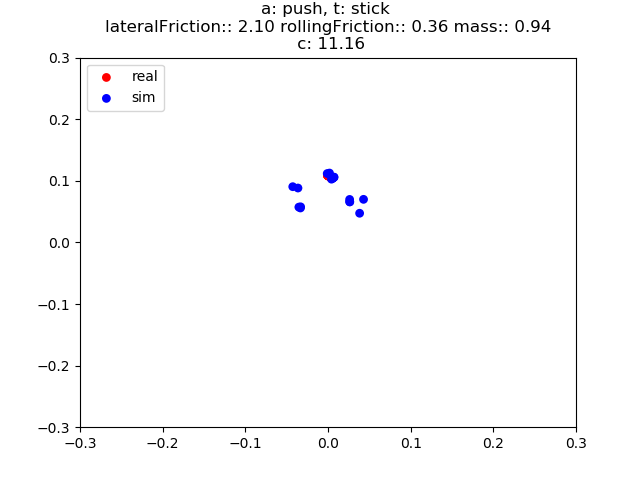 a: push, t: stick
lateralFriction:: 2.10 rollingFriction:: 0.36 mass:: 0.94
c: 11.16
real
sim
0.3
0.2
0.1
0.0
−0.1
−0.2
−0.3
−0.3 −0.2 −0.1 0.0 0.1 0.2 0.3